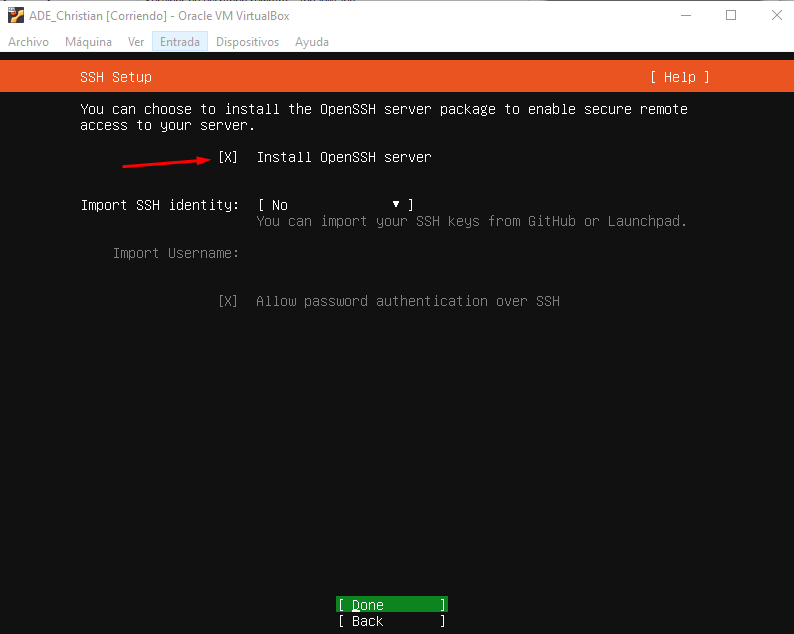 ADE_Christian [Corriendo] - Oracle VM VirtualBox
Archivo Máquina Ver Entrada Dispositivos Ayuda
SSH Setup [ Help ]
You can choose to install the OpenSSH server package to enable secure remote
access to your server.
[X] Install OpenSSH server
Import SSH identity: [ No ▼ ]
You can import your SSH keys from GitHub or Launchpad.
Import Username:
[X] Allow password authentication over SSH
[ Done ]
[ Back ]